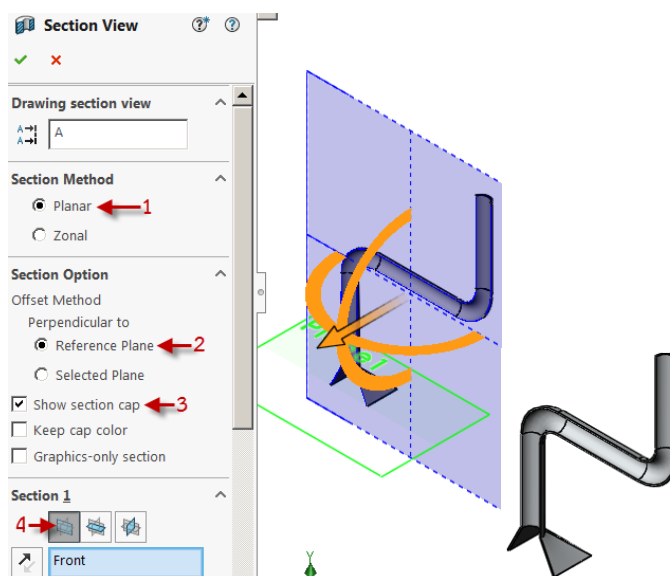 Section View
Drawing section view
A
Section Method
Planar 1
Zonal
Section Option
Offset Method
Perpendicular to
Reference Plane 2
Selected Plane
Show section cap 3
Keep cap color
Graphics-only section
Section 1
4
Front
Plane1
Y